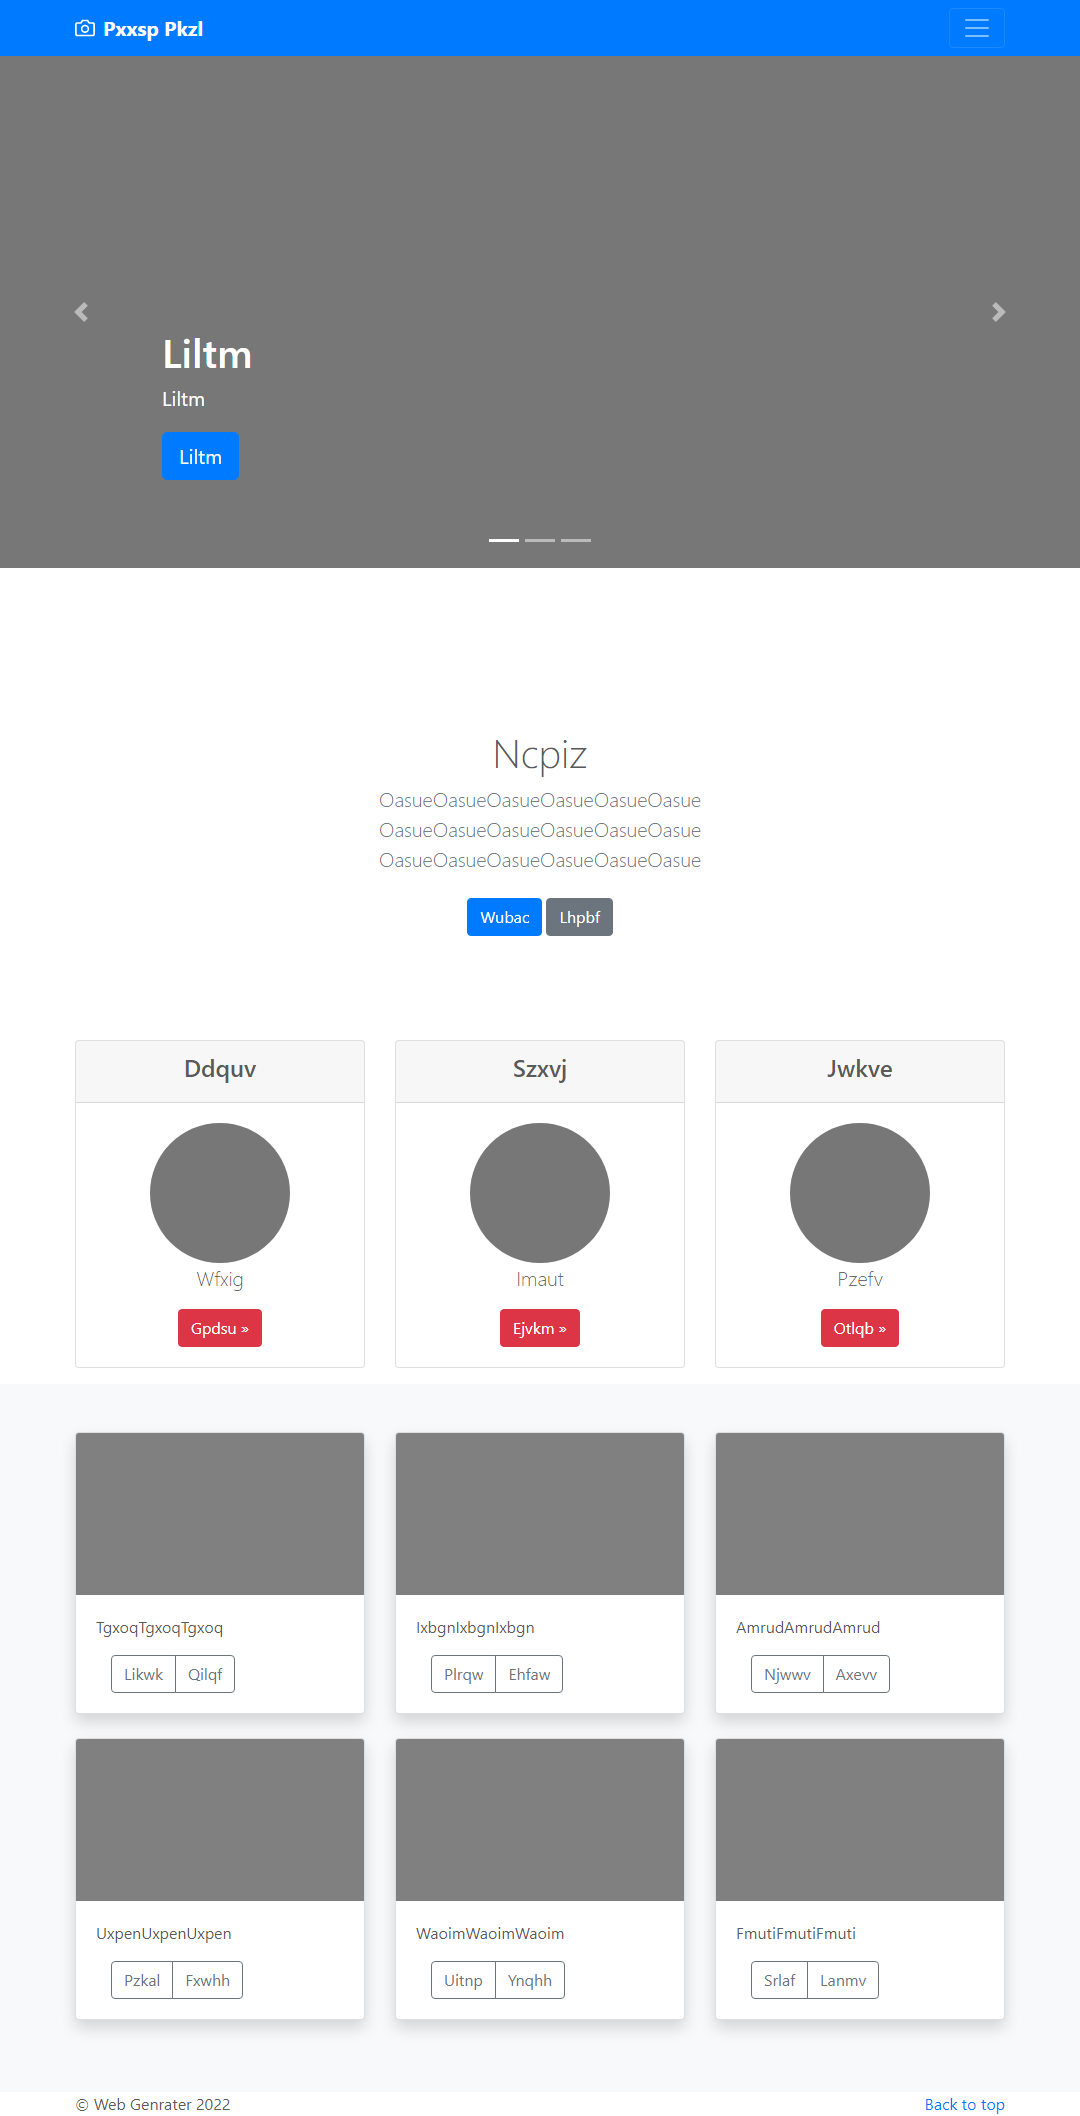 Pxxsp Pkzl
Liltm
Liltm
Liltm
Ncpiz
OasueOasueOasueOasueOasueOasue
OasueOasueOasueOasueOasueOasue
OasueOasueOasueOasueOasueOasue
Wubac Lhpbf
Ddquv Szxvj Jwkve
Wfxig Imaut Pzefv
Gpdsu » Ejvkm » Otlqb »
TgxoqTgxoqTgxoq IxbgnIxbgnIxbgn AmrudAmrudAmrud
Likwk Qilqf Plrqw Ehfaw Njwwv Axevv
UxpenUxpenUxpen WaoimWaoimWaoim FmutiFmutiFmuti
Pzkal Fxwhh Uitnp Ynqhh Srlaf Lanmv
© Web Genrater 2022 Back to top